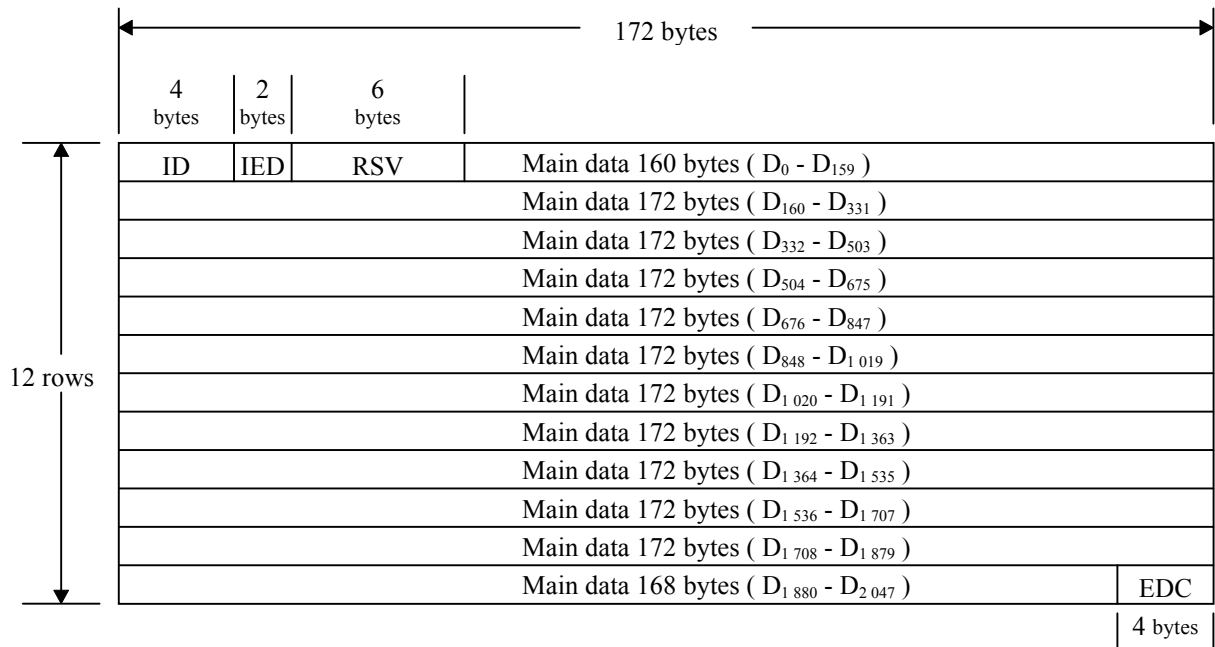 172 bytes
4 2 6
bytes bytes bytes
ID IED RSV Main data 160 bytes ( D₀ - D₁₅₉ )
Main data 172 bytes ( D₁₆₀ - D₃₃₁ )
Main data 172 bytes ( D₃₃₂ - D₅₀₃ )
Main data 172 bytes ( D₅₀₄ - D₆₇₅ )
Main data 172 bytes ( D₆₇₆ - D₈₄₇ )
Main data 172 bytes ( D₈₄₈ - D₁ ₀₁₉ )
12 rows
Main data 172 bytes ( D₁ ₀₂₀ - D₁ ₁₉₁ )
Main data 172 bytes ( D₁ ₁₉₂ - D₁ ₃₆₃ )
Main data 172 bytes ( D₁ ₃₆₄ - D₁ ₅₃₅ )
Main data 172 bytes ( D₁ ₅₃₆ - D₁ ₇₀₇ )
Main data 172 bytes ( D₁ ₇₀₈ - D₁ ₈₇₉ )
Main data 168 bytes ( D₁ ₈₈₀ - D₂ ₀₄₇ ) EDC
4 bytes